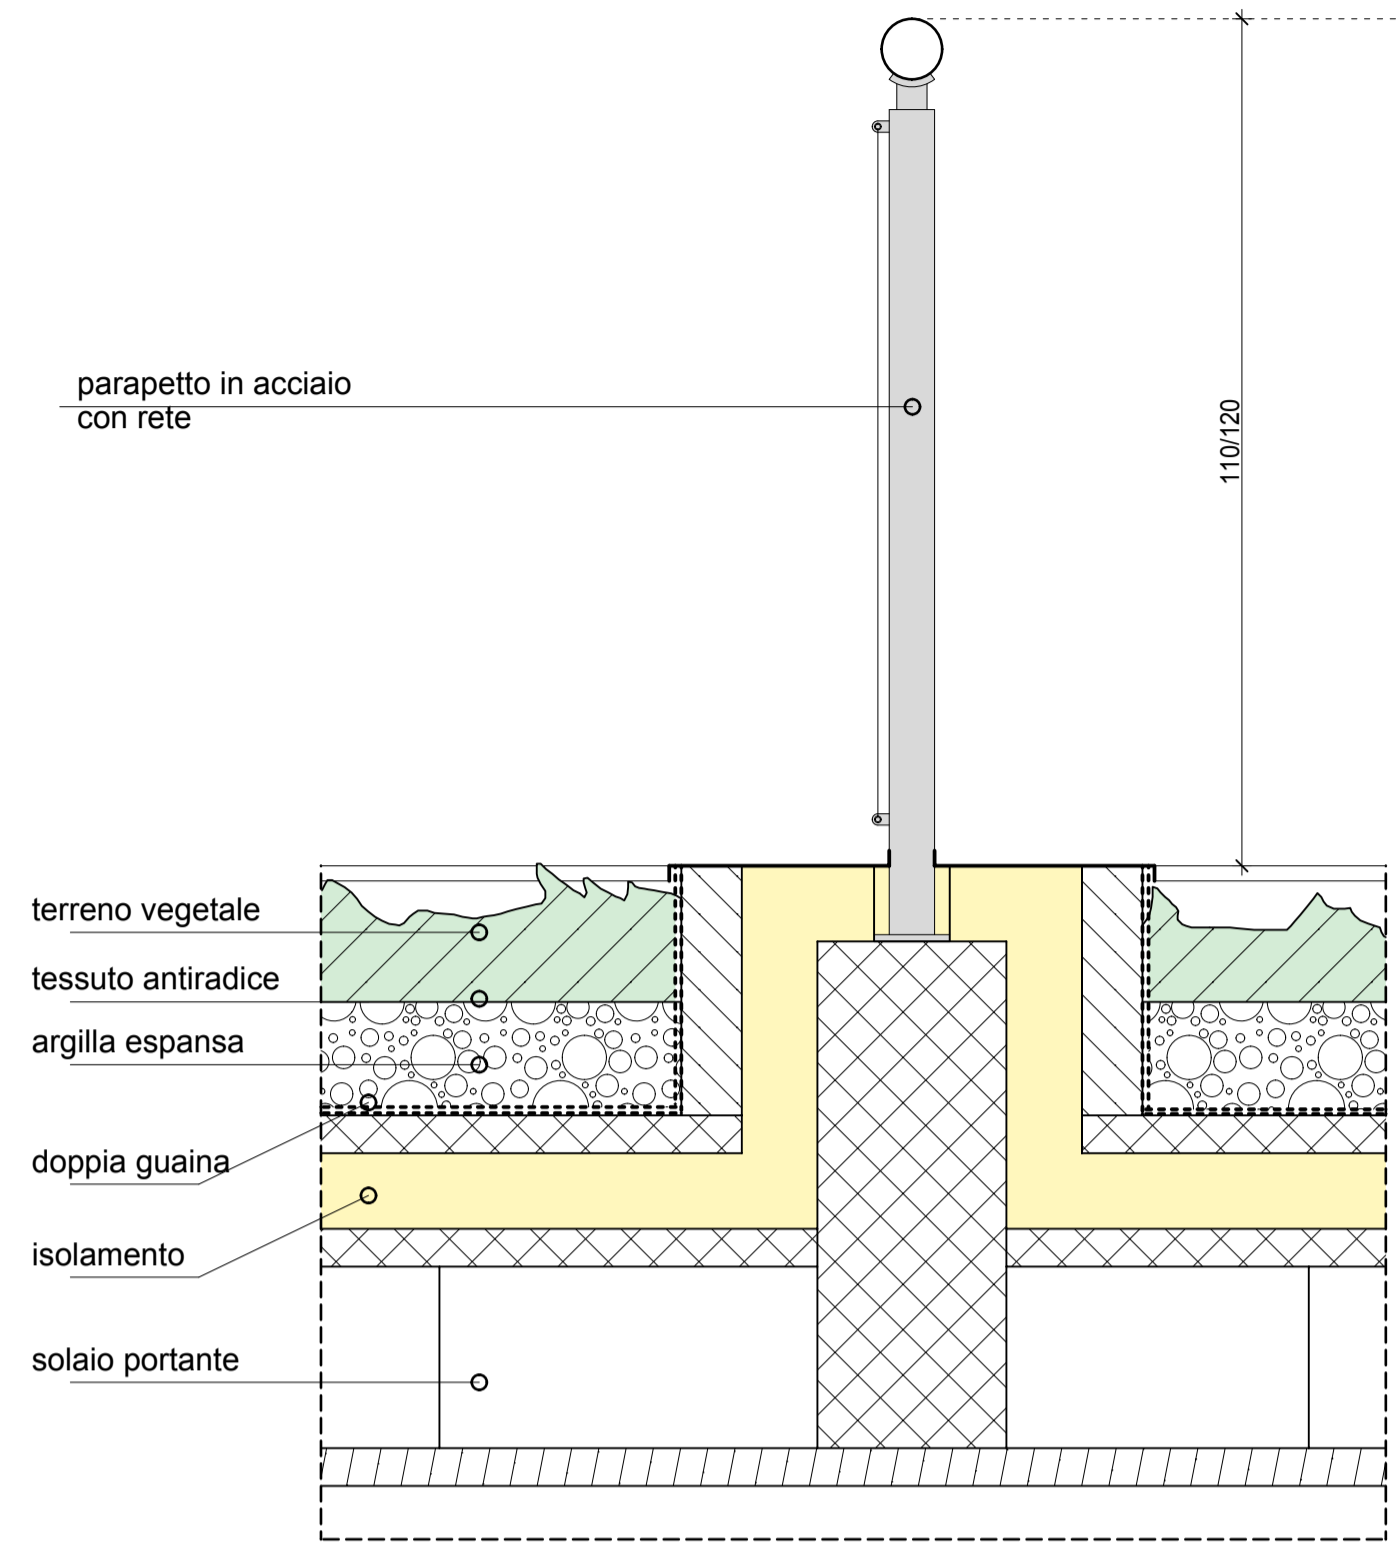 parapetto in acciaio
con rete
110/120
terreno vegetale
tessuto antiradice
argilla espansa
doppia guaina
isolamento
solaio portante